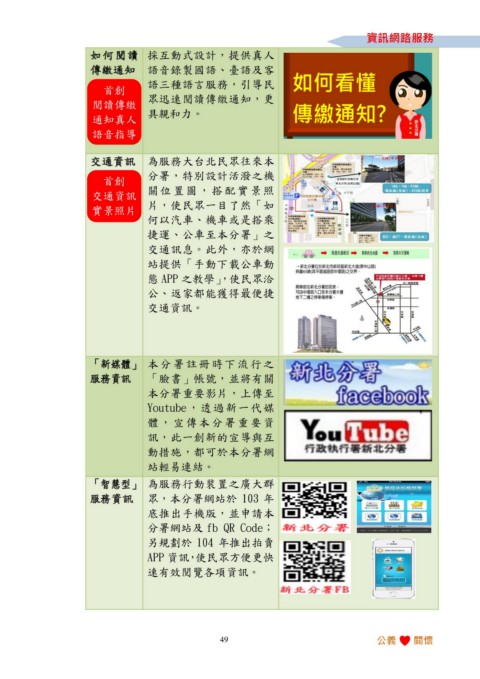 資訊網路服務
如何閱讀
傳繳通知
首創
閱讀傳繳
通知真人
語音指導
採互動式設計，提供真人
語音錄製國語、臺語及客
語三種語言服務，引導民
眾迅速閱讀傳繳通知，更
具親和力。
如何看懂
傳繳通知?
交通資訊
首創
交通資訊
實景照片
為服務大台北民眾往來本
分署，特別設計活潑之機
關位置圖，搭配實景照
片，使民眾一目了然「如
何以汽車、機車或是搭乘
捷運、公車至本分署」之
交通訊息。此外，亦於網
站提供「手動下載公車動
態 APP 之教學」，使民眾洽
公、返家都能獲得最便捷
交通資訊。
「新媒體」
服務資訊
本分署註冊時下流行之
「臉書」帳號，並將有關
本分署重要影片，上傳至
Youtube，透過新一代媒
體，宣傳本分署重要資
訊，此一創新的宣導與互
動措施，都可於本分署網
站輕易連結。
新北分署
facebook
YouTube
行政執行署新北分署
「智慧型」
服務資訊
為服務行動裝置之廣大群
眾，本分署網站於 103 年
底推出手機版，並申請本
分署網站及 fb QR Code；
另規劃於 104 年推出拍賣
APP 資訊，使民眾方便更快
速有效閱覽各項資訊。
新北分署
新北分署FB
49
公義 關懷